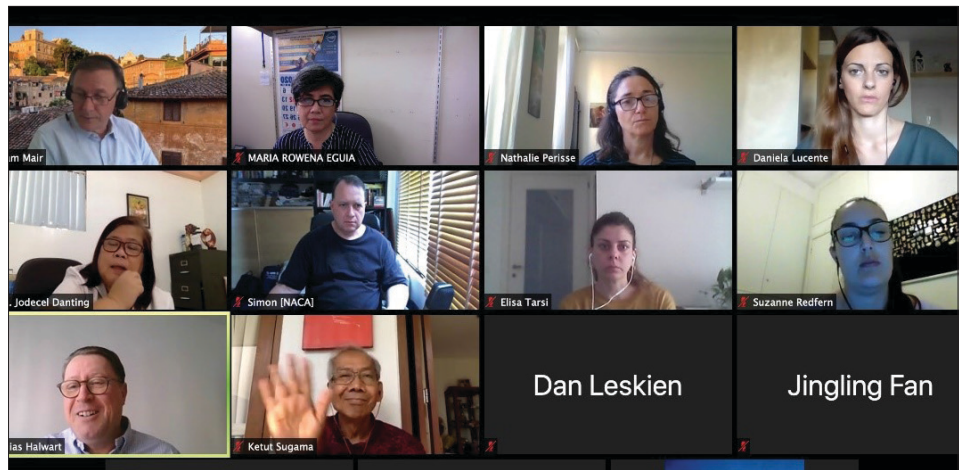 am Mair
MARIA ROWENA EGUIA
Nathalie Perisse
Daniela Lucente
. Jodecel Danting
Simon [NACA]
Elisa Tarsi
Suzanne Redfern
ias Halwart
Ketut Sugama
Dan Leskien
Jingling Fan